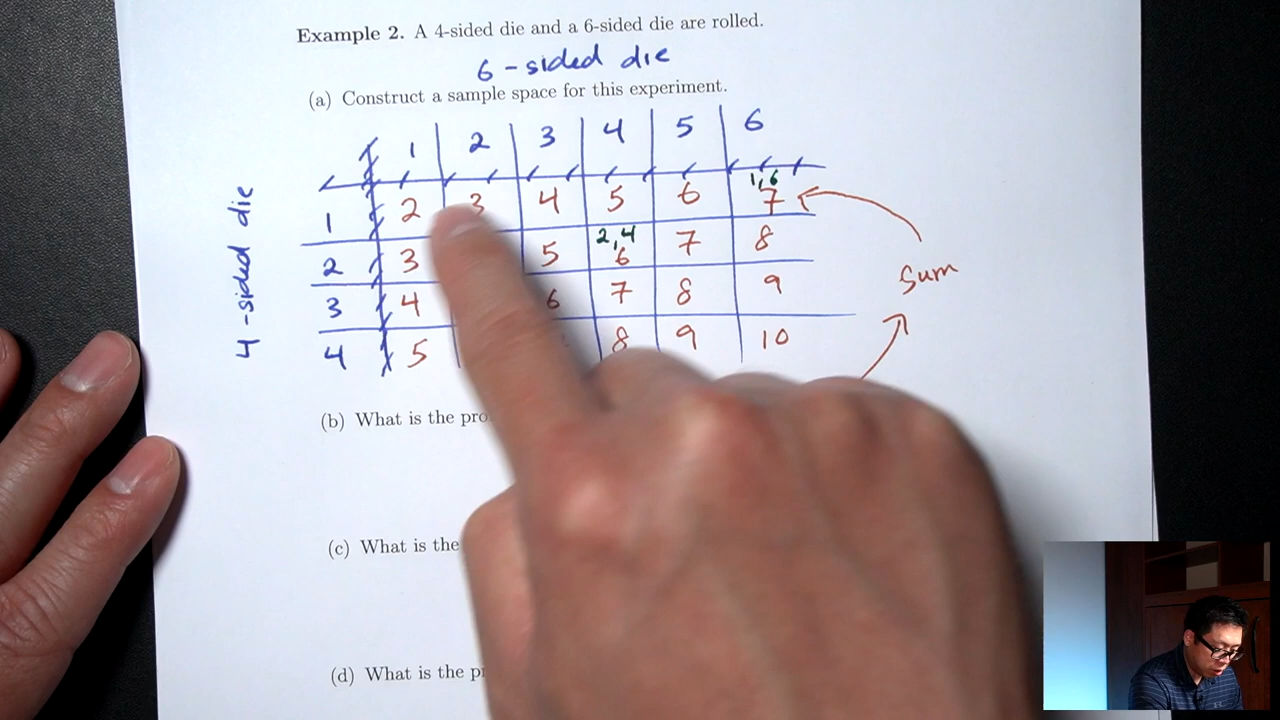 Example 2. A 4-sided die and a 6-sided die are rolled.
6-sided die
(a) Construct a sample space for this experiment.
1 2 3 4 5 6
4-sided die
1,6
1 2 3 4 5 6 7
2,4
2 3 5 6 7 8
Sum
3 4 6 7 8 9
4 5 8 9 10
(b) What is the
(c) What is the
(d) What is the